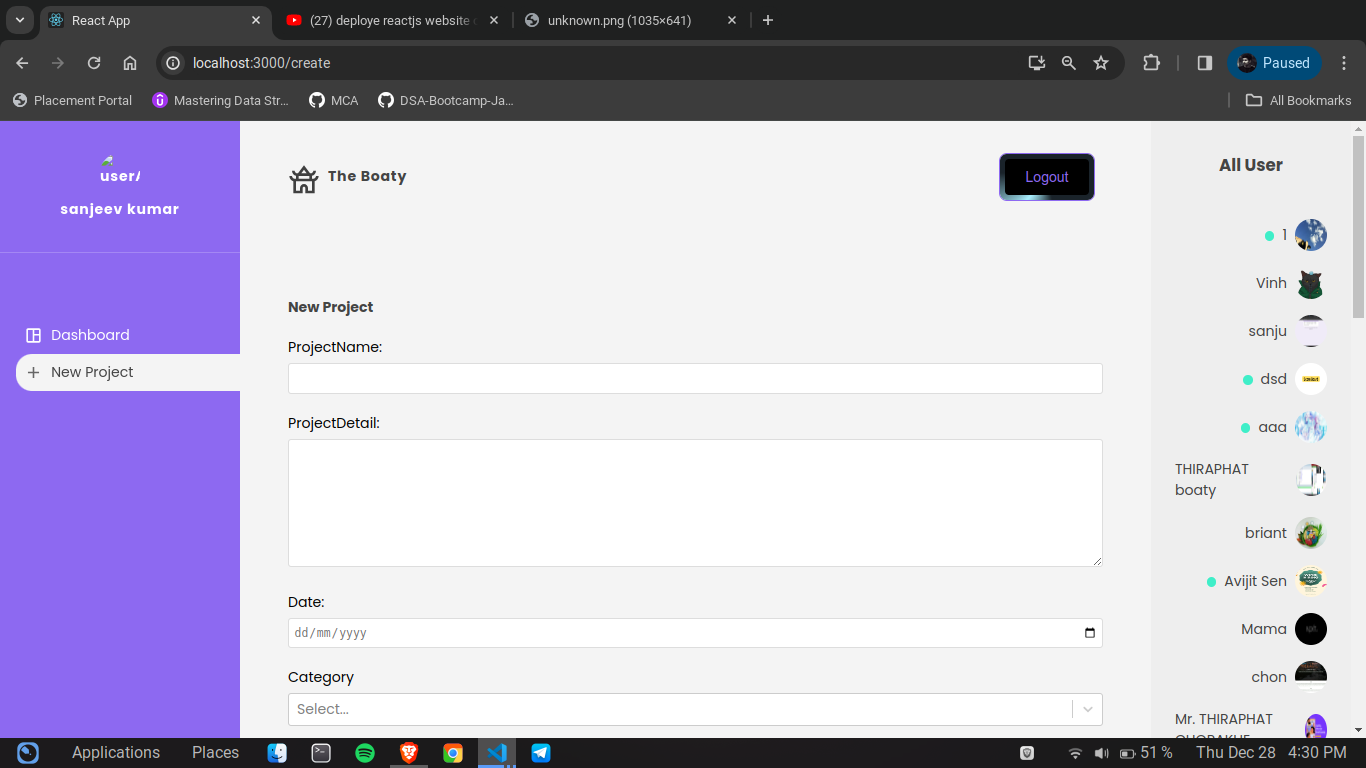 React App
(27) deploye reactjs website
unknown.png (1035×641)
localhost:3000/create
Paused
Placement Portal
Mastering Data Str...
MCA
DSA-Bootcamp-Ja...
All Bookmarks
user/
sanjeev kumar
Dashboard
New Project
The Boaty
Logout
New Project
ProjectName:
ProjectDetail:
Date:
dd/mm/yyyy
Category
Select...
All User
1
Vinh
sanju
dsd
aaa
THIRAPHAT
boaty
briant
Avijit Sen
Mama
chon
Mr. THIRAPHAT
Applications
Places
51 %
Thu Dec 28
4:30 PM